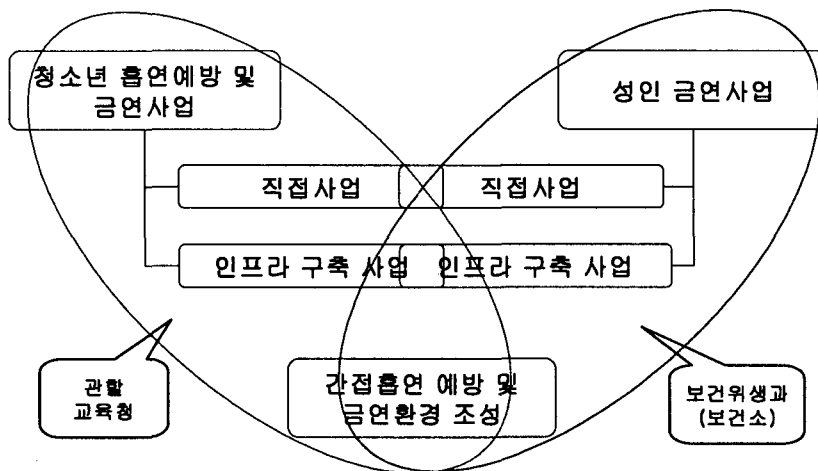 청소년 흡연예방 및
금연사업
성인 금연사업
직접사업
직접사업
인프라 구축 사업
인프라 구축 사업
관할
교육청
간접흡연 예방 및
금연환경 조성
보건위생과
(보건소)